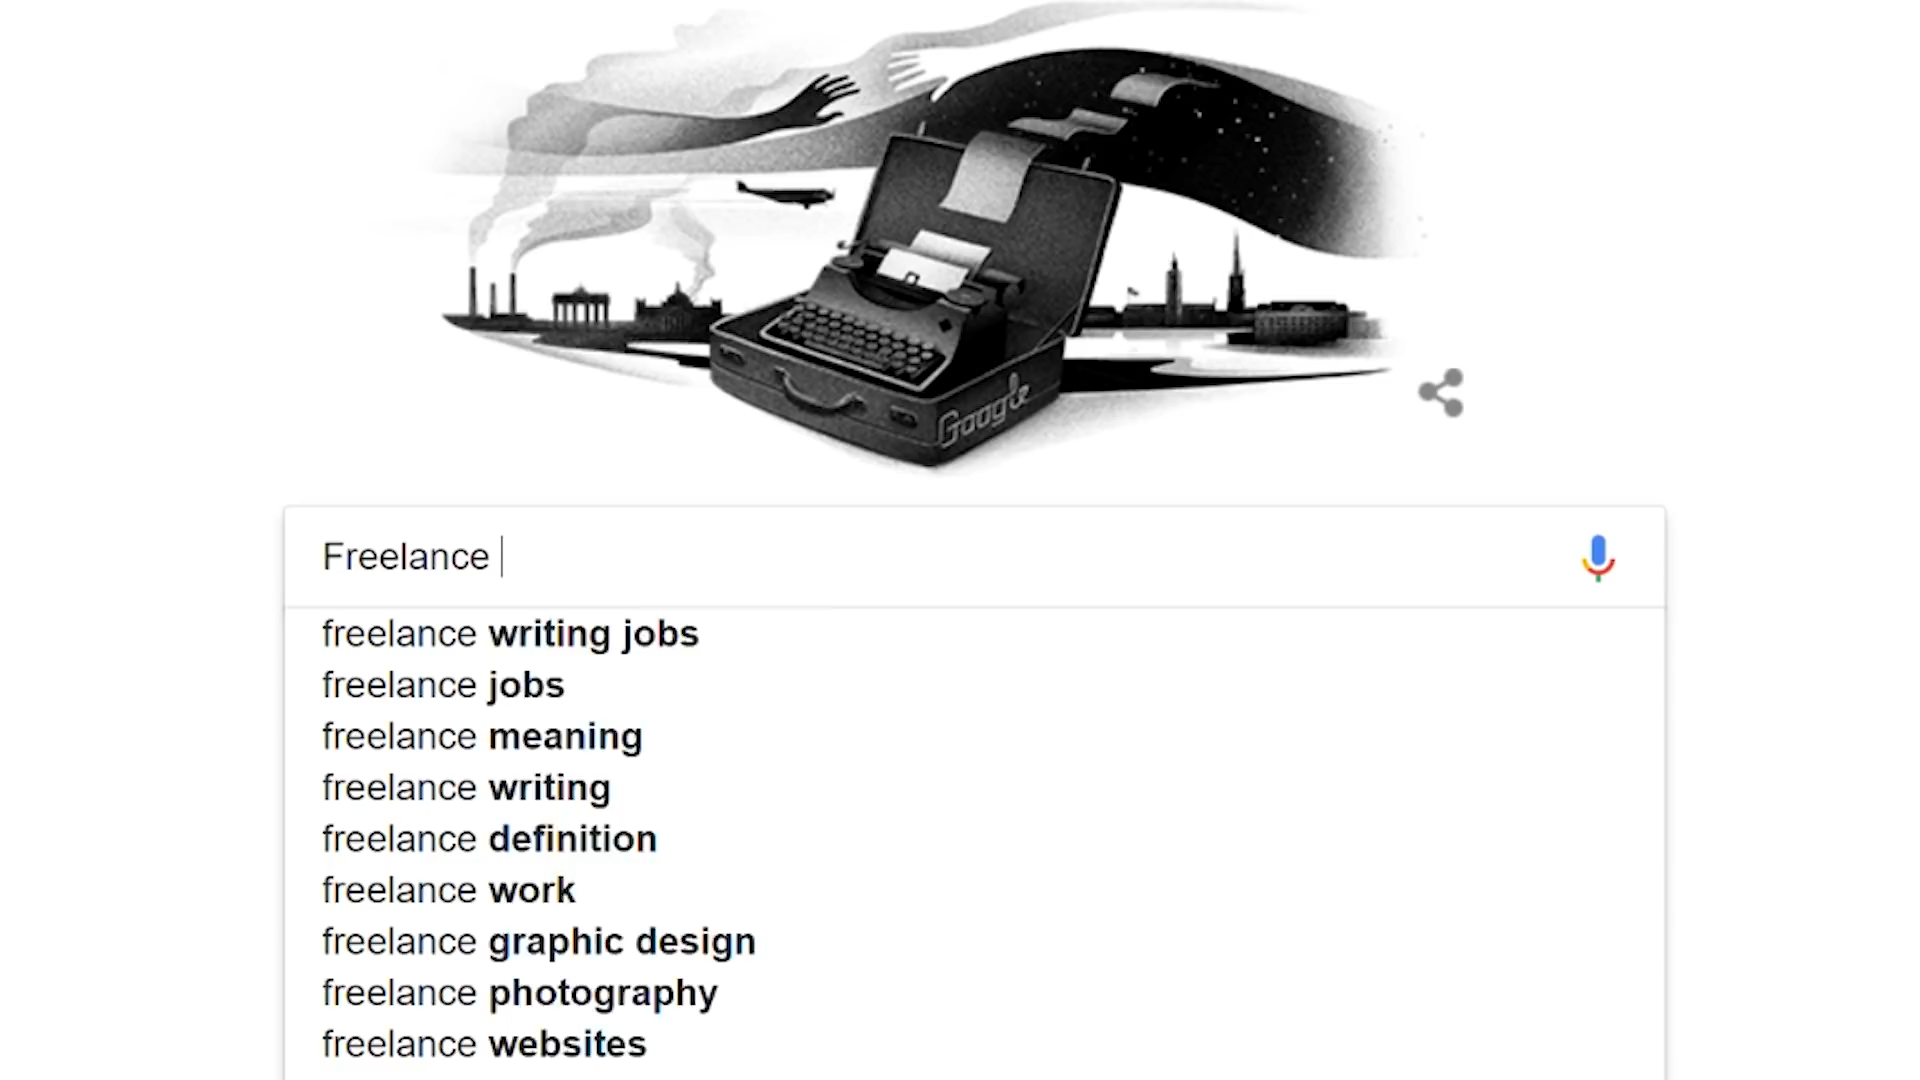 Google
Freelance
freelance writing jobs
freelance jobs
freelance meaning
freelance writing
freelance definition
freelance work
freelance graphic design
freelance photography
freelance websites